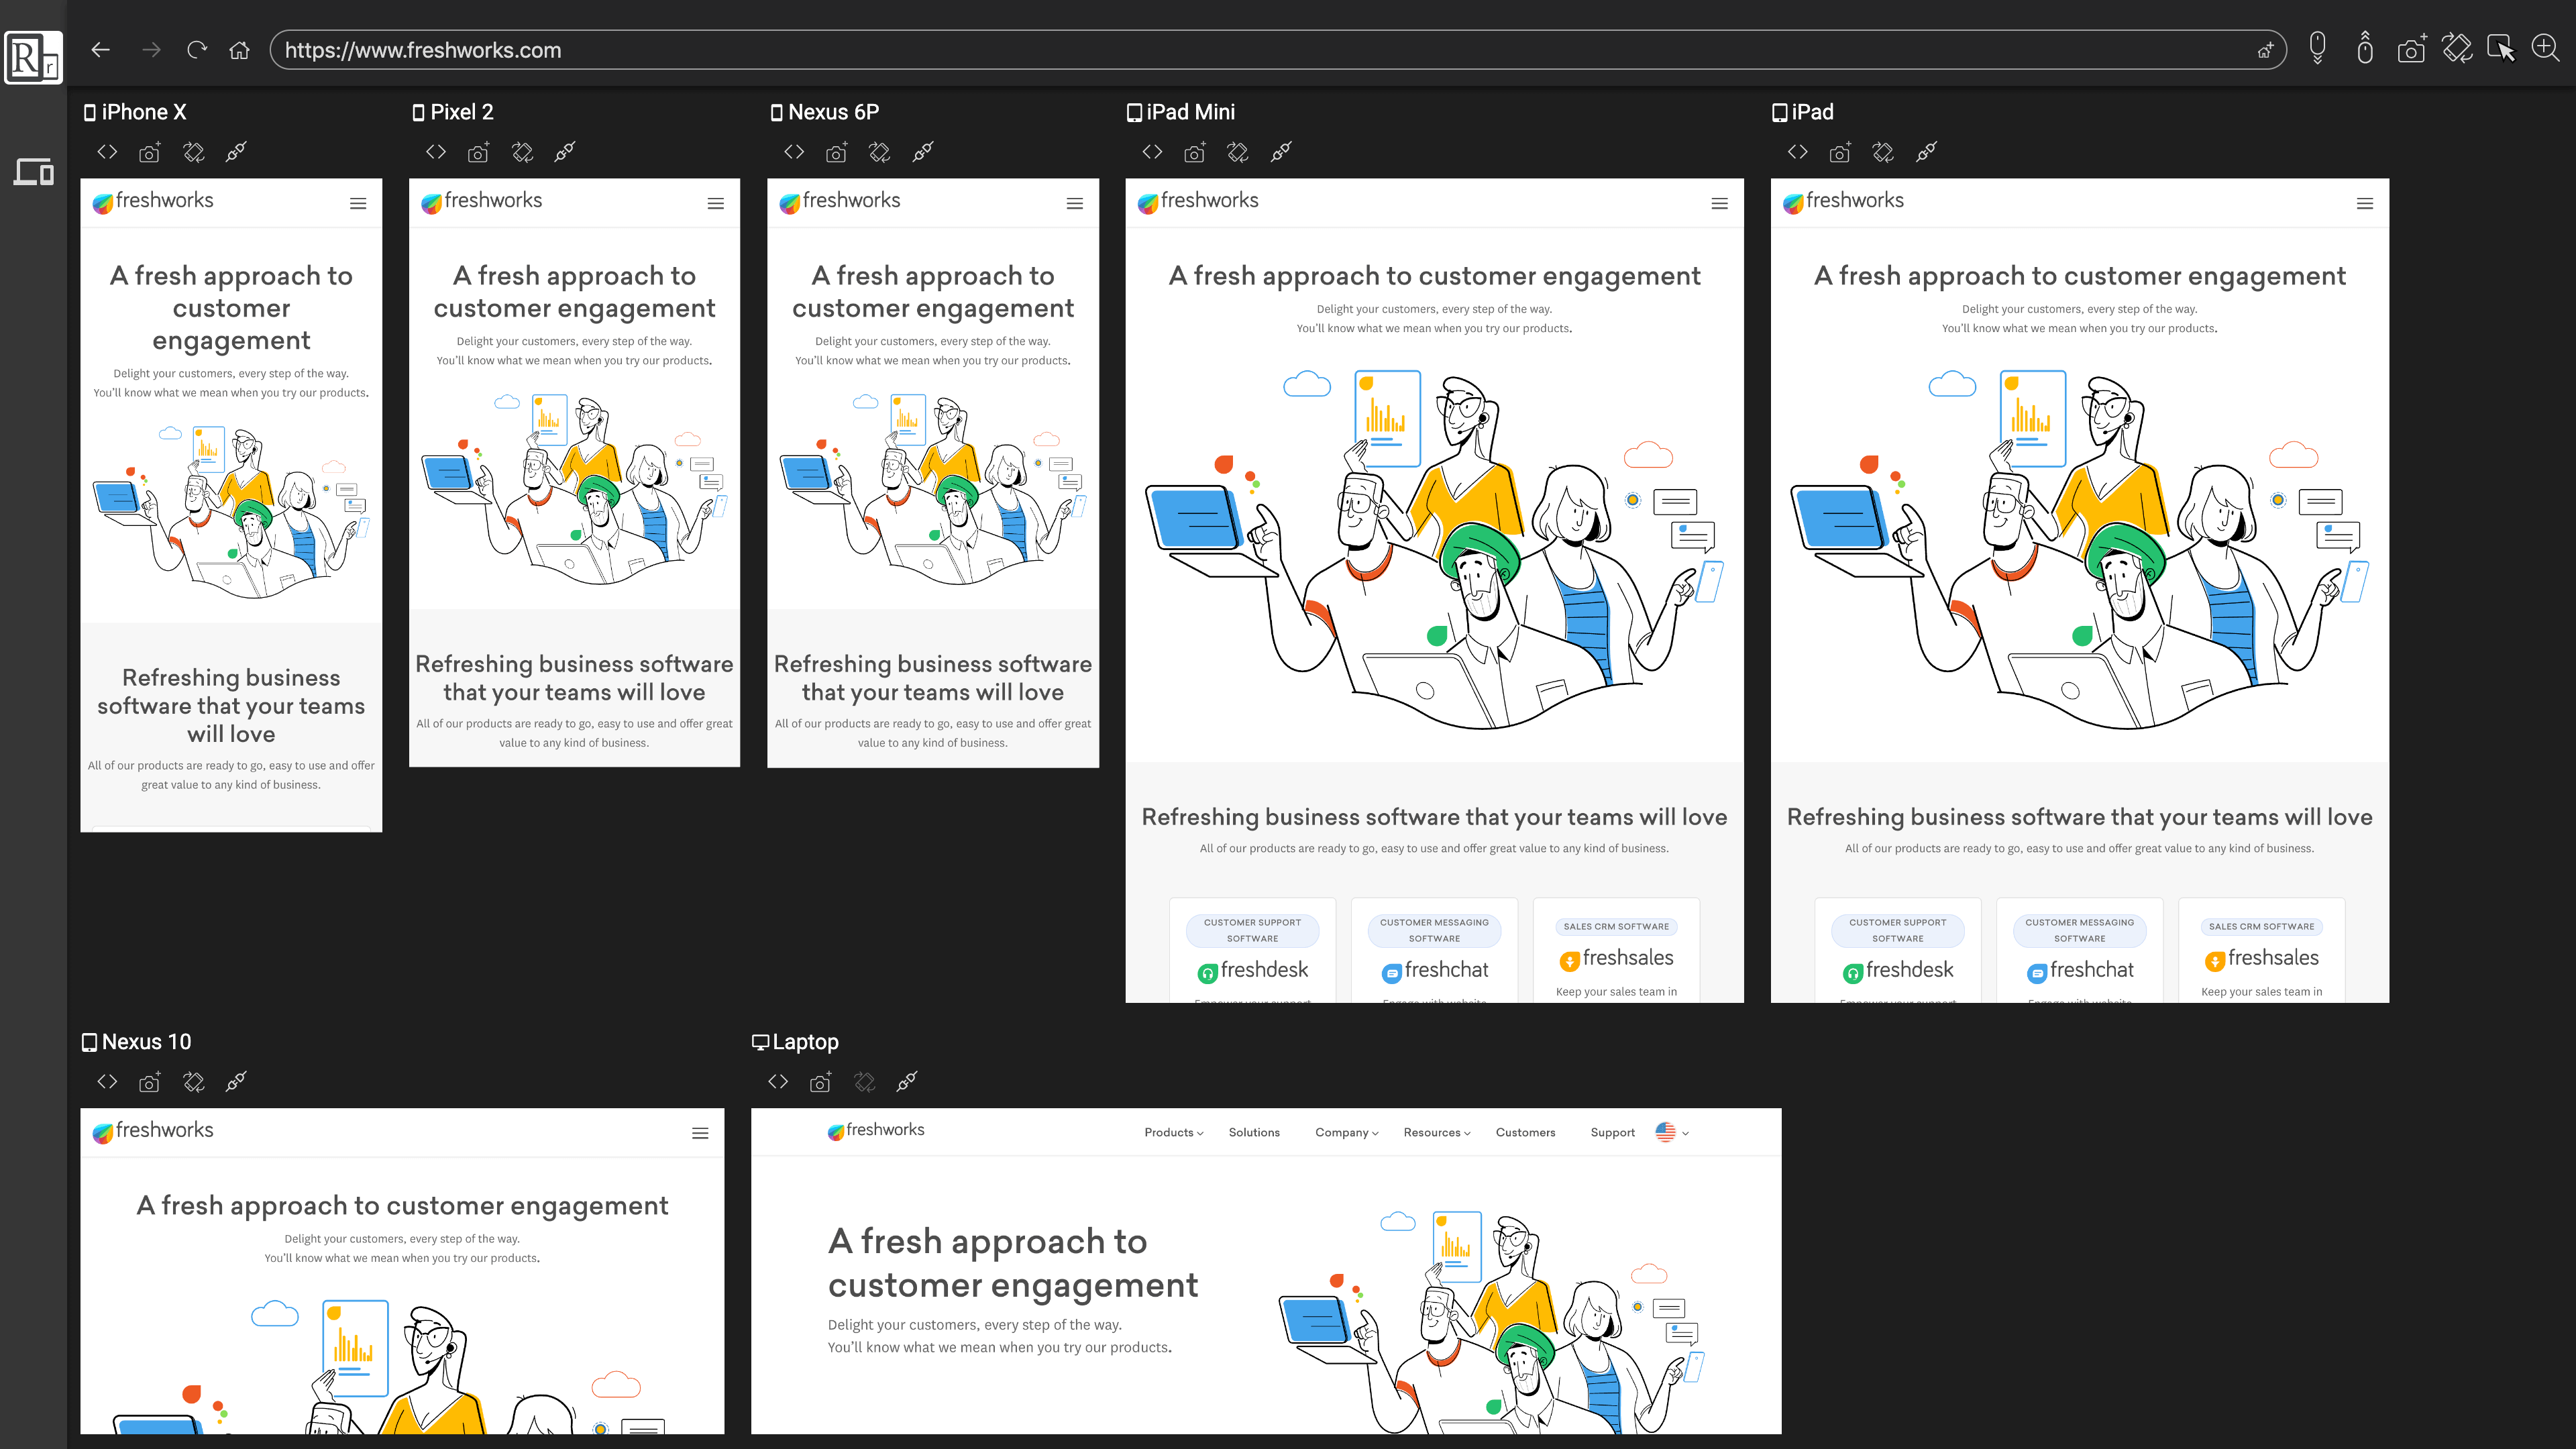 Rr
https://www.freshworks.com
iPhone X
freshworks
A fresh approach to
customer
engagement
Delight your customers, every step of the way.
You'll know what we mean when you try our products.
Refreshing business
software that your teams
will love
All of our products are ready to go, easy to use and offer
great value to any kind of business.
Pixel 2
freshworks
A fresh approach to
customer engagement
Delight your customers, every step of the way.
You'll know what we mean when you try our products.
Refreshing business software
that your teams will love
All of our products are ready to go, easy to use and offer great
value to any kind of business.
Nexus 6P
freshworks
A fresh approach to
customer engagement
Delight your customers, every step of the way.
You'll know what we mean when you try our products.
Refreshing business software
that your teams will love
All of our products are ready to go, easy to use and offer great
value to any kind of business.
iPad Mini
freshworks
A fresh approach to customer engagement
Delight your customers, every step of the way.
You'll know what we mean when you try our products.
Refreshing business software that your teams will love
All of our products are ready to go, easy to use and offer great value to any kind of business.
CUSTOMER SUPPORT
SOFTWARE
freshdesk
Empower your support
CUSTOMER MESSAGING
SOFTWARE
freshchat
Engage with website
SALES CRM SOFTWARE
freshsales
Keep your sales team in
iPad
freshworks
A fresh approach to customer engagement
Delight your customers, every step of the way.
You'll know what we mean when you try our products.
Refreshing business software that your teams will love
All of our products are ready to go, easy to use and offer great value to any kind of business.
CUSTOMER SUPPORT
SOFTWARE
freshdesk
Empower your support
CUSTOMER MESSAGING
SOFTWARE
freshchat
Engage with website
SALES CRM SOFTWARE
freshsales
Keep your sales team in
Nexus 10
freshworks
A fresh approach to customer engagement
Delight your customers, every step of the way.
You'll know what we mean when you try our products.
Laptop
freshworks
Products Solutions Company Resources Customers Support
A fresh approach to
customer engagement
Delight your customers, every step of the way.
You'll know what we mean when you try our products.